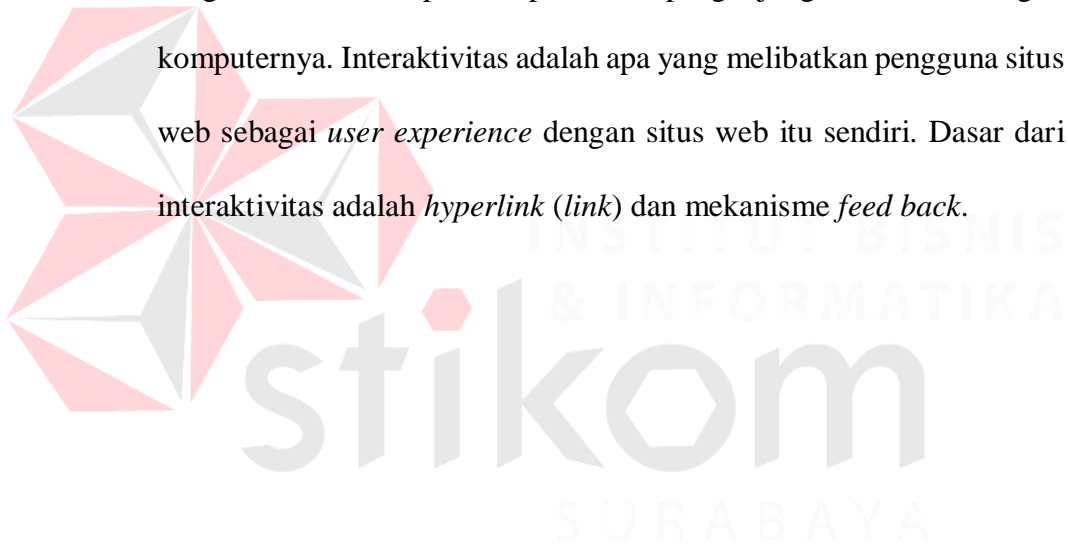 komputernya. Interaktivitas adalah apa yang melibatkan pengguna situs
web sebagai user experience dengan situs web itu sendiri. Dasar dari
interaktivitas adalah hyperlink (link) dan mekanisme feed back.
INSTITUT BISNIS
& INFORMATIKA
stikom
SURABAYA